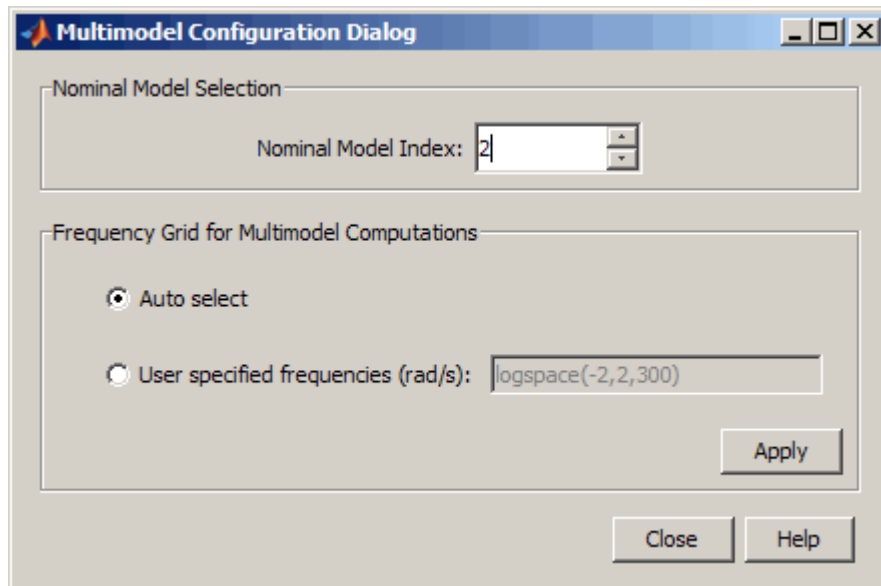 Multimodel Configuration Dialog
Nominal Model Selection
Nominal Model Index: 2
Frequency Grid for Multimodel Computations
Auto select
User specified frequencies (rad/s): logspace(-2,2,300)
Apply
Close Help